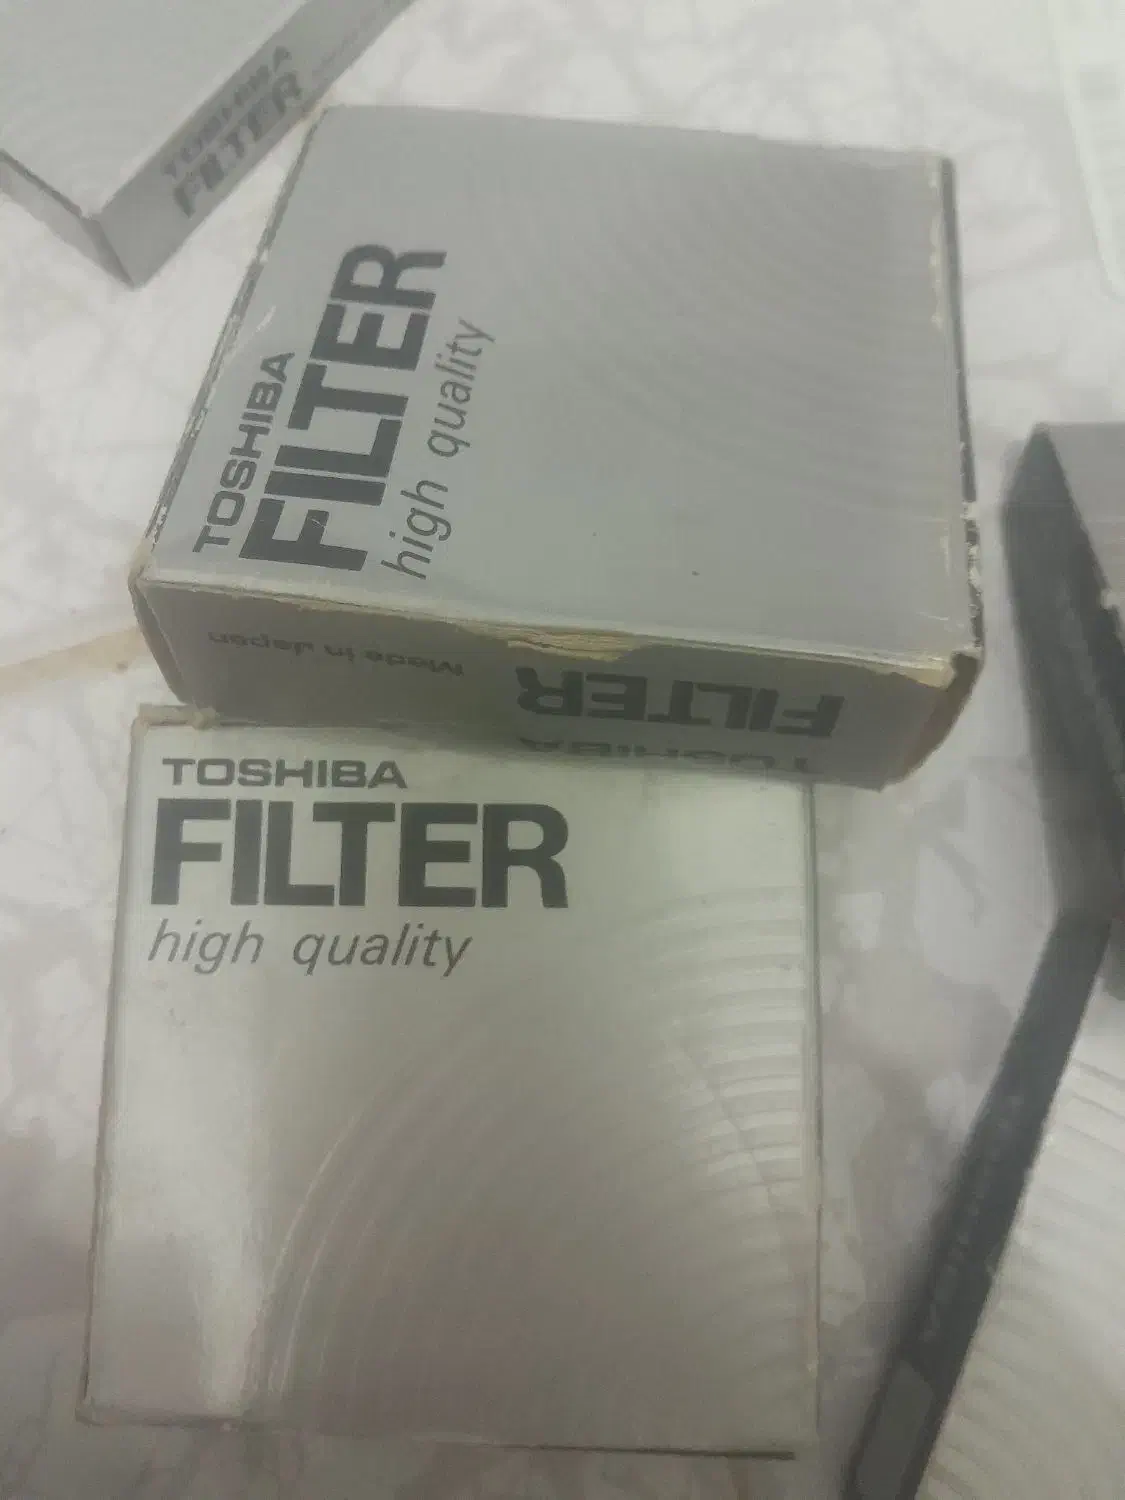 TOSHIBA
FILTER
TOSHIBA
FILTER
high quality
Made in Japan
FILTER
TOSHIBA
TOSHIBA
FILTER
high quality